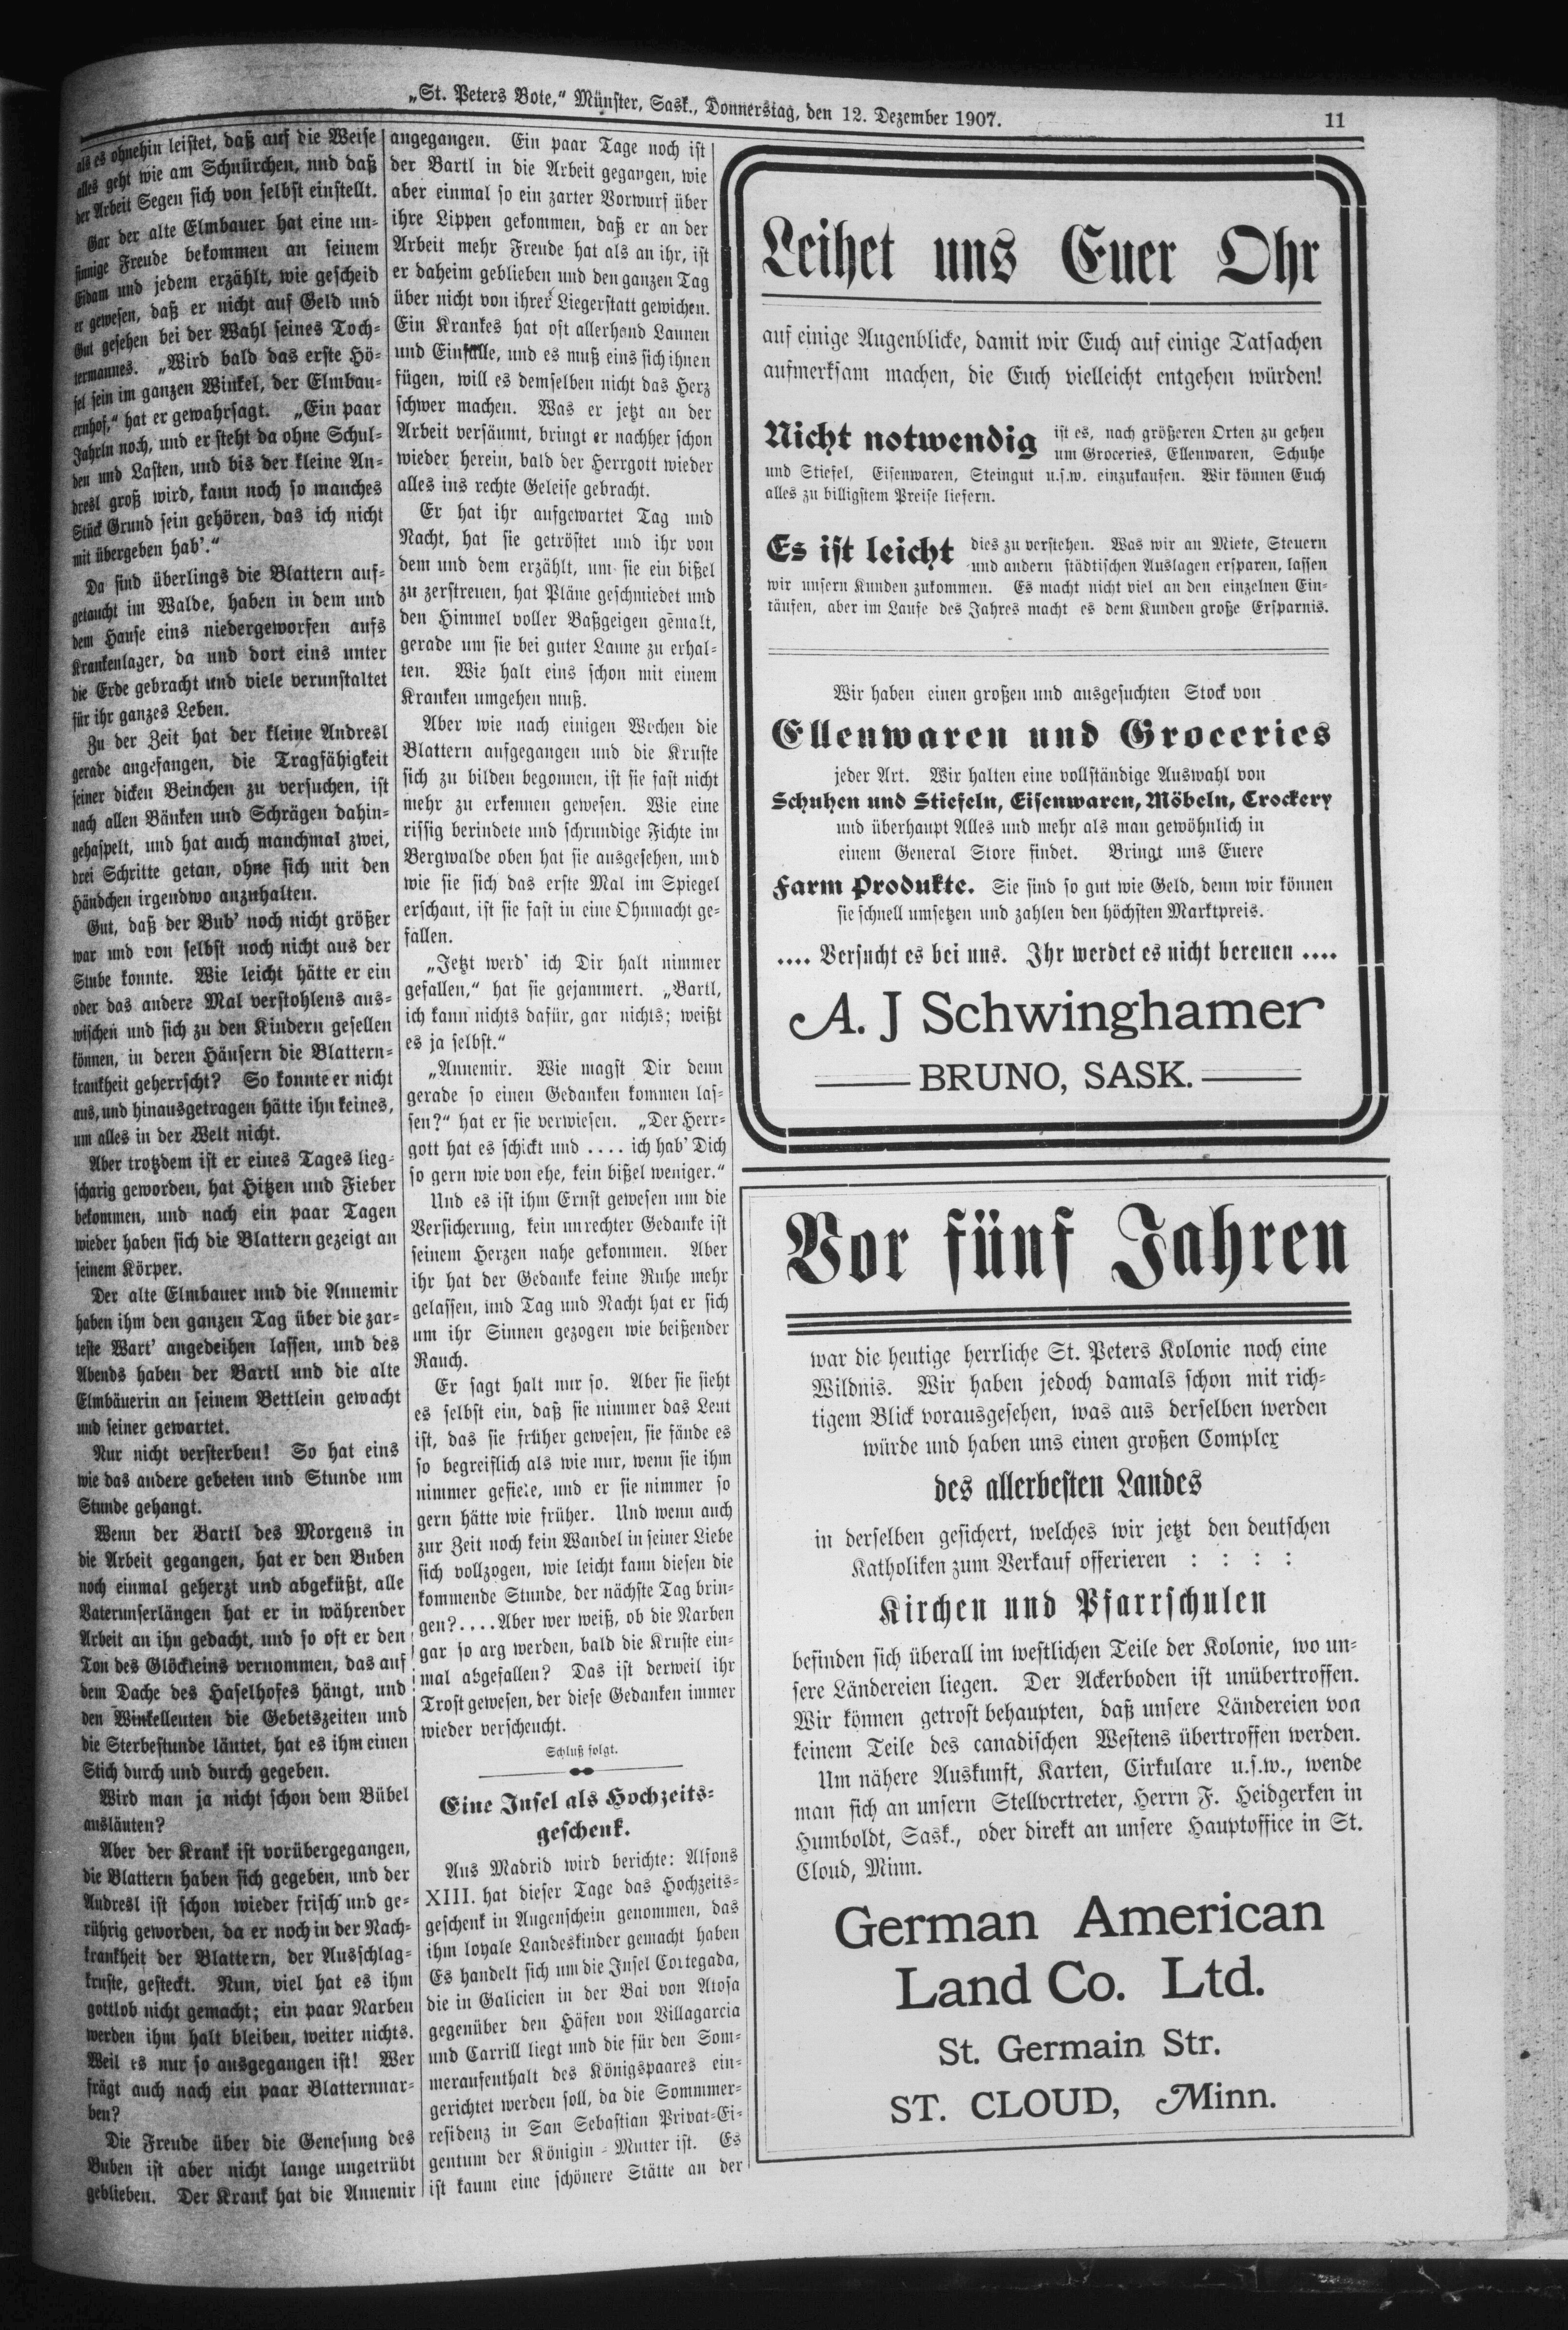 „St. Peters Bote,“ Münster, Sask., Donnerstag, den 12. Dezember 1907.
11
als es ohnehin leistet, daß auf die Weise
alles geht wie am Schnürchen, und daß
der Arbeit Segen sich von selbst einstellt.
Gar der alte Elmbauer hat eine un-
sinnige Freude bekommen an seinem
Eidam und jedem erzählt, wie gescheid
er gewesen, daß er nicht auf Geld und
Gut gesehen bei der Wahl seines Toch-
termannes. „Wird bald das erste Hö-
fel sein im ganzen Winkel, der Elmbau-
ernhof,“ hat er gewahrsagt. „Ein paar
Jahrln noch, und er steht da ohne Schul-
den und Lasten, und bis der kleine An-
dresl groß wird, kann noch so manches
Stück Grund sein gehören, das ich nicht
mit übergeben hab'.“
Da sind überlings die Blattern auf-
getaucht im Walde, haben in dem und
dem Hause eins niedergeworfen aufs
Krankenlager, da und dort eins unter
die Erde gebracht und viele verunstaltet
für ihr ganzes Leben.
Zu der Zeit hat der kleine Andresl
gerade angefangen, die Tragfähigkeit
seiner dicken Beinchen zu versuchen, ist
nach allen Bänken und Schrägen dahin-
gehaspelt, und hat auch manchmal zwei,
drei Schritte getan, ohne sich mit den
Händchen irgendwo anzuhalten.
Gut, daß der Bub' noch nicht größer
war und von selbst noch nicht aus der
Stube konnte. Wie leicht hätte er ein
oder das andere Mal verstohlens aus-
wischen und sich zu den Kindern gesellen
können, in deren Häusern die Blattern-
krankheit geherrscht? So konnte er nicht
aus, und hinausgetragen hätte ihn keines,
um alles in der Welt nicht.
Aber trotzdem ist er eines Tages lieg-
scharig geworden, hat Hitzen und Fieber
bekommen, und nach ein paar Tagen
wieder haben sich die Blattern gezeigt an
seinem Körper.
Der alte Elmbauer und die Annemir
haben ihm den ganzen Tag über die zar-
teste Wart' angedeihen lassen, und des
Abends haben der Bartl und die alte
Elmbäuerin an seinem Bettlein gewacht
und seiner gewartet.
Nur nicht versterben! So hat eins
wie das andere gebeten und Stunde um
Stunde gehangt.
Wenn der Bartl des Morgens in
die Arbeit gegangen, hat er den Buben
noch einmal geherzt und abgeküßt, alle
Vaterunserlängen hat er in währender
Arbeit an ihn gedacht, und so oft er den
Ton des Glöckleins vernommen, das auf
dem Dache des Haselhofes hängt, und
den Winkelleuten die Gebetszeiten und
die Sterbestunde läutet, hat es ihm einen
Stich durch und durch gegeben.
Wird man ja nicht schon dem Bübel
ausläuten?
Aber der Krank ist vorübergegangen,
die Blattern haben sich gegeben, und der
Andresl ist schon wieder frisch und ge-
rührig geworden, da er noch in der Nach-
krankheit der Blattern, der Ausschlag-
kruste, gesteckt. Nun, viel hat es ihm
gottlob nicht gemacht; ein paar Narben
werden ihm halt bleiben, weiter nichts.
Weil es nur so ausgegangen ist! Wer
frägt auch nach ein paar Blatternnar-
ben?
Die Freude über die Genesung des
Buben ist aber nicht lange ungetrübt
geblieben. Der Krank hat die Annemir
angegangen. Ein paar Tage noch ist
der Bartl in die Arbeit gegangen, wie
aber einmal so ein zarter Vorwurf über
ihre Lippen gekommen, daß er an der
Arbeit mehr Freude hat als an ihr, ist
er daheim geblieben und den ganzen Tag
über nicht von ihrer Liegerstatt gewichen.
Ein Krankes hat oft allerhand Launen
und Einfälle, und es muß eins sich ihnen
fügen, will es demselben nicht das Herz
schwer machen. Was er jetzt an der
Arbeit versäumt, bringt er nachher schon
wieder herein, bald der Herrgott wieder
alles ins rechte Geleise gebracht.
Er hat ihr aufgewartet Tag und
Nacht, hat sie getröstet und ihr von
dem und dem erzählt, um sie ein bißel
zu zerstreuen, hat Pläne geschmiedet und
den Himmel voller Baßgeigen gemalt,
gerade um sie bei guter Laune zu erhal-
ten. Wie halt eins schon mit einem
Kranken umgehen muß.
Aber wie nach einigen Wochen die
Blattern aufgegangen und die Kruste
sich zu bilden begonnen, ist sie fast nicht
mehr zu erkennen gewesen. Wie eine
rissig berindete und schrundige Fichte im
Bergwalde oben hat sie ausgesehen, und
wie sie sich das erste Mal im Spiegel
erschaut, ist sie fast in eine Ohnmacht ge-
fallen.
„Jetzt werd' ich Dir halt nimmer
gefallen,“ hat sie gejammert. „Bartl,
ich kann nichts dafür, gar nichts; weißt
es ja selbst.“
„Annemir. Wie magst Dir denn
gerade so einen Gedanken kommen las-
sen?“ hat er sie verwiesen. „Der Herr-
gott hat es schickt und .... ich hab' Dich
so gern wie von ehe, kein bißel weniger.“
Und es ist ihm Ernst gewesen um die
Versicherung, kein unrechter Gedanke ist
seinem Herzen nahe gekommen. Aber
ihr hat der Gedanke keine Ruhe mehr
gelassen, und Tag und Nacht hat er sich
um ihr Sinnen gezogen wie beißender
Rauch.
Er sagt halt nur so. Aber sie sieht
es selbst ein, daß sie nimmer das Leut
ist, das sie früher gewesen, sie fände es
so begreiflich als wie nur, wenn sie ihm
nimmer gefiele, und er sie nimmer so
gern hätte wie früher. Und wenn auch
zur Zeit noch kein Wandel in seiner Liebe
sich vollzogen, wie leicht kann diesen die
kommende Stunde, der nächste Tag brin-
gen?.... Aber wer weiß, ob die Narben
gar so arg werden, bald die Kruste ein-
mal abgefallen? Das ist derweil ihr
Trost gewesen, der diese Gedanken immer
wieder verscheucht.
Schluß folgt.
Eine Insel als Hochzeits-
geschenk.
Aus Madrid wird berichte: Alfons
XIII. hat dieser Tage das Hochzeits-
geschenk in Augenschein genommen, das
ihm loyale Landeskinder gemacht haben
Es handelt sich um die Insel Cortegada,
die in Galicien in der Bai von Atosa
gegenüber den Häfen von Villagarcia
und Carrill liegt und die für den Som-
meraufenthalt des Königspaares ein-
gerichtet werden soll, da die Sommmer-
residenz in San Sebastian Privat-Ei-
gentum der Königin-Mutter ist. Es
ist kaum eine schönere Stätte an der
Leihet uns Euer Ohr
auf einige Augenblicke, damit wir Euch auf einige Tatsachen
aufmerksam machen, die Euch vielleicht entgehen würden!
Nicht notwendig ist es, nach größeren Orten zu gehen
um Groceries, Ellenwaren, Schuhe
und Stiefel, Eisenwaren, Steingut u.s.w. einzukaufen. Wir können Euch
alles zu billigstem Preise liefern.
Es ist leicht dies zu verstehen. Was wir an Miete, Steuern
und andern städtischen Auslagen ersparen, lassen
wir unsern Kunden zukommen. Es macht nicht viel an den einzelnen Ein-
käufen, aber im Laufe des Jahres macht es dem Kunden große Ersparnis.
Wir haben einen großen und ausgesuchten Stock von
Ellenwaren und Groceries
jeder Art. Wir halten eine vollständige Auswahl von
Schuhen und Stiefeln, Eisenwaren, Möbeln, Crockery
und überhaupt Alles und mehr als man gewöhnlich in
einem General Store findet. Bringt uns Euere
Farm Produkte. Sie sind so gut wie Geld, denn wir können
sie schnell umsetzen und zahlen den höchsten Marktpreis.
.... Versucht es bei uns. Ihr werdet es nicht bereuen ....
A. J Schwinghamer
BRUNO, SASK.
Vor fünf Jahren
war die heutige herrliche St. Peters Kolonie noch eine
Wildnis. Wir haben jedoch damals schon mit rich-
tigem Blick vorausgesehen, was aus derselben werden
würde und haben uns einen großen Complex
des allerbesten Landes
in derselben gesichert, welches wir jetzt den deutschen
Katholiken zum Verkauf offerieren : : : :
Kirchen und Pfarrschulen
befinden sich überall im westlichen Teile der Kolonie, wo un-
sere Ländereien liegen. Der Ackerboden ist unübertroffen.
Wir können getrost behaupten, daß unsere Ländereien von
keinem Teile des canadischen Westens übertroffen werden.
Um nähere Auskunft, Karten, Cirkulare u.s.w., wende
man sich an unsern Stellvertreter, Herrn F. Heidgerken in
Humboldt, Sask., oder direkt an unsere Hauptoffice in St.
Cloud, Minn.
German American
Land Co. Ltd.
St. Germain Str.
ST. CLOUD, Minn.